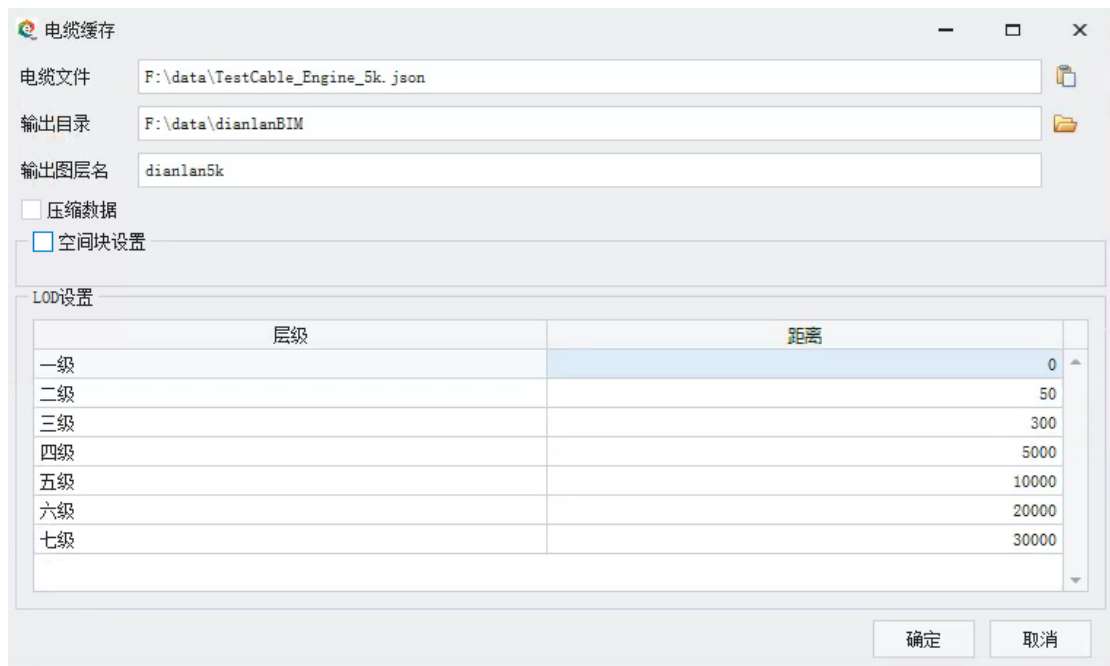 电缆缓存
电缆文件 F:\data\TestCable_Engine_5k.json
输出目录 F:\data\dianlanBIM
输出图层名 dianlan5k
压缩数据
空间块设置
LOD设置
层级 距离
一级 0
二级 50
三级 300
四级 5000
五级 10000
六级 20000
七级 30000
确定 取消